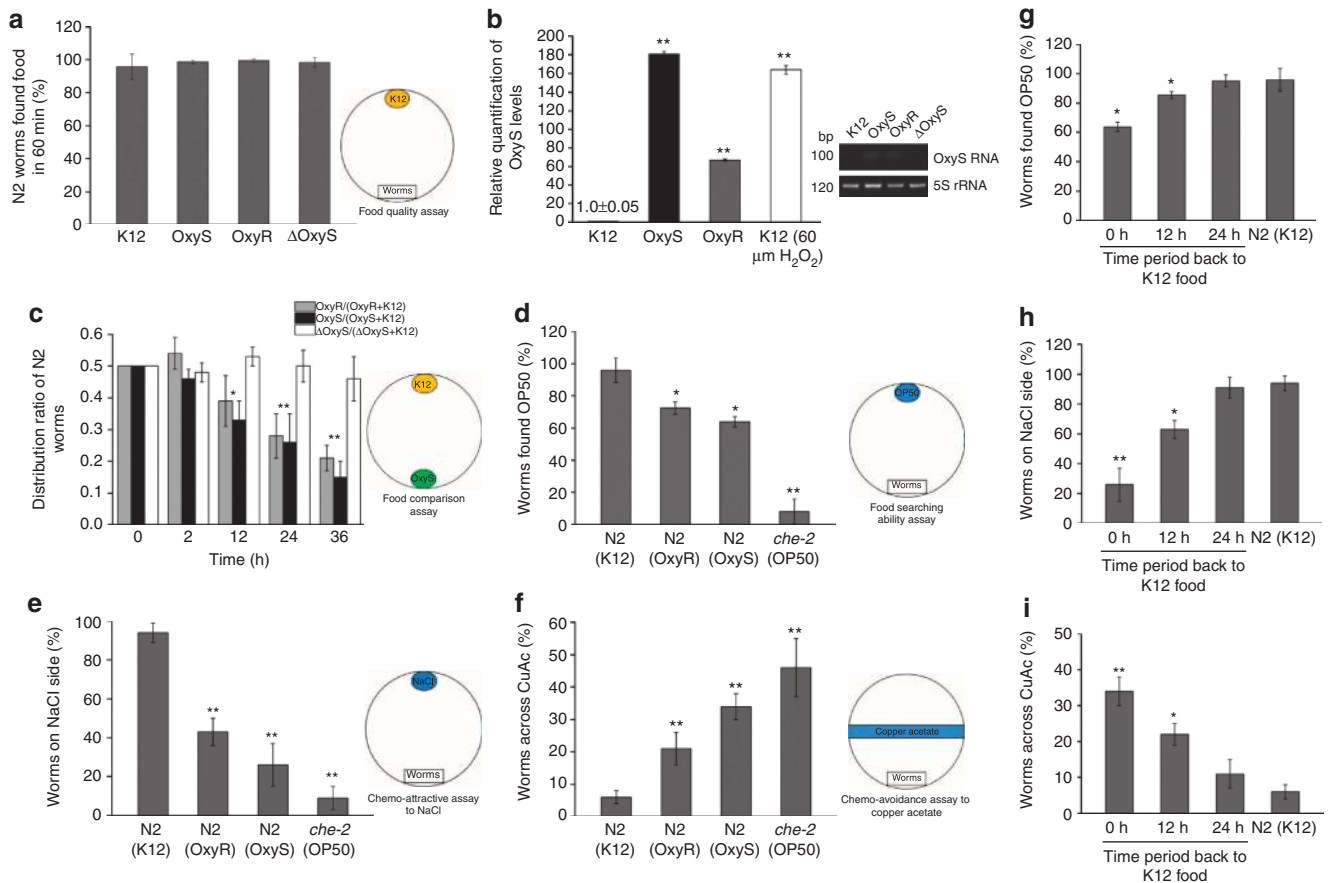 a
N2 worms found food
in 60 min (%)
120
100
80
60
40
20
0
K12
OxyS
OxyR
ΔOxyS
K12
Worms
Food quality assay
b
Relative quantification of
OxyS levels
200
180
160
140
120
100
80
60
40
20
0
1.0±0.05
**
**
**
K12
OxyS
OxyR
K12 (60
μm H2O2)
K12
OxyS
OxyR
ΔOxyS
bp
100
OxyS RNA
120
5S rRNA
g
Worms found OP50 (%)
120
100
80
60
40
20
0
*
*
0 h
12 h
24 h
N2 (K12)
Time period back to
K12 food
c
OxyR/(OxyR+K12)
OxyS/(OxyS+K12)
ΔOxyS/(ΔOxyS+K12)
Distribution ratio of N2
worms
0.6
0.5
0.4
0.3
0.2
0.1
0.0
*
**
**
0
2
12
24
36
Time (h)
K12
OxyS
Food comparison
assay
d
Worms found OP50 (%)
120
100
80
60
40
20
0
*
*
**
N2
(K12)
N2
(OxyR)
N2
(OxyS)
che-2
(OP50)
OP50
Worms
Food searching
ability assay
h
Worms on NaCl side (%)
120
100
80
60
40
20
0
**
*
0 h
12 h
24 h
N2 (K12)
Time period back to
K12 food
e
Worms on NaCl side (%)
100
80
60
40
20
0
**
**
**
N2
(K12)
N2
(OxyR)
N2
(OxyS)
che-2
(OP50)
NaCl
Worms
Chemo-attractive assay
to NaCl
f
Worms across CuAc (%)
60
50
40
30
20
10
0
**
**
**
N2
(K12)
N2
(OxyR)
N2
(OxyS)
che-2
(OP50)
Copper acetate
Worms
Chemo-avoidance assay to
copper acetate
i
Worms across CuAc (%)
50
40
30
20
10
0
**
*
0 h
12 h
24 h
N2 (K12)
Time period back to
K12 food